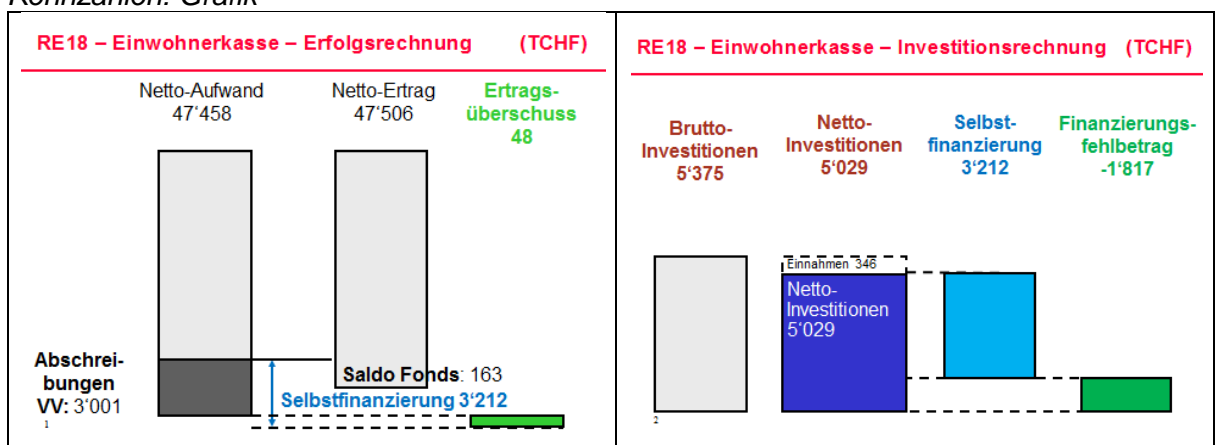 RE18 – Einwohnerkasse – Erfolgsrechnung (TCHF)
Netto-Aufwand
47‘458
Netto-Ertrag
47‘506
Ertrags-
überschuss
48
Abschrei-
bungen
VV: 3‘001
Saldo Fonds: 163
Selbstfinanzierung 3‘212
1
RE18 – Einwohnerkasse – Investitionsrechnung (TCHF)
Brutto-
Investitionen
5‘375
Netto-
Investitionen
5‘029
Selbst-
finanzierung
3‘212
Finanzierungs-
fehlbetrag
-1‘817
Einnahmen 346
Netto-
Investitionen
5‘029
2